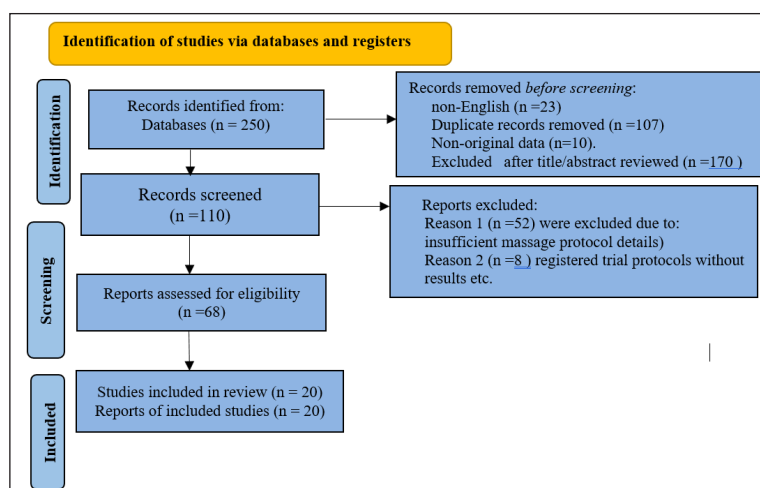 Identification of studies via databases and registers
Identification
Records identified from:
Databases (n = 250)
Records removed before screening:
non-English (n =23)
Duplicate records removed (n =107)
Non-original data (n=10).
Excluded after title/abstract reviewed (n =170 )
Records screened
(n =110)
Reports excluded:
Reason 1 (n =52) were excluded due to:
insufficient massage protocol details)
Reason 2 (n =8 ) registered trial protocols without
results etc.
Screening
Reports assessed for eligibility
(n =68)
Included
Studies included in review (n = 20)
Reports of included studies (n = 20)